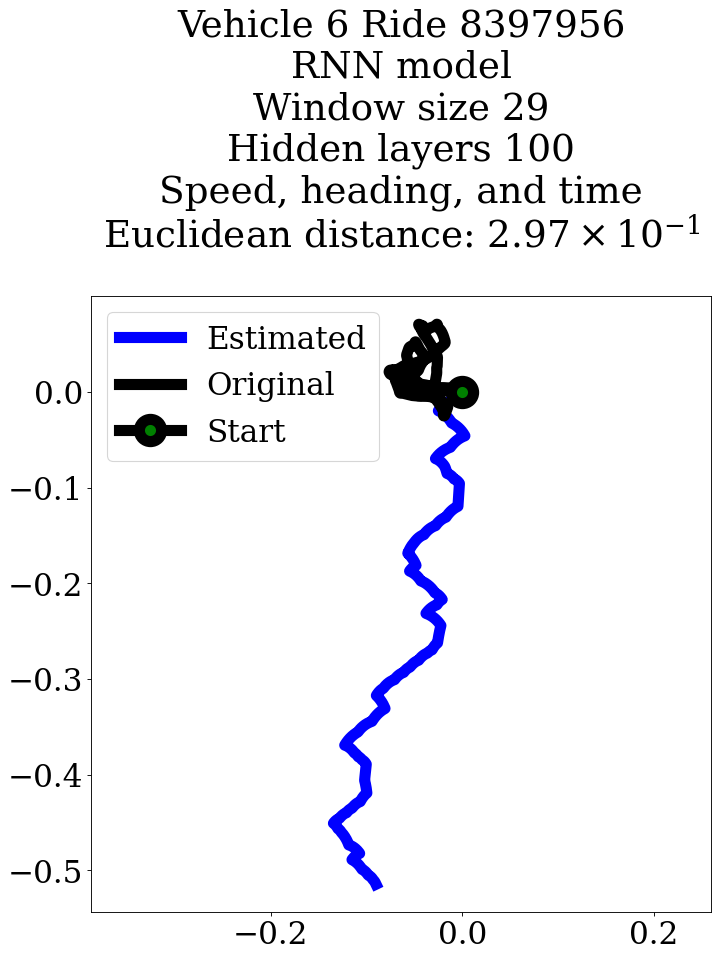 Vehicle 6 Ride 8397956
RNN model
Window size 29
Hidden layers 100
Speed, heading, and time
Euclidean distance: 2.97 × 10⁻¹
Estimated
Original
Start
0.0
−0.1
−0.2
−0.3
−0.4
−0.5
−0.2 0.0 0.2